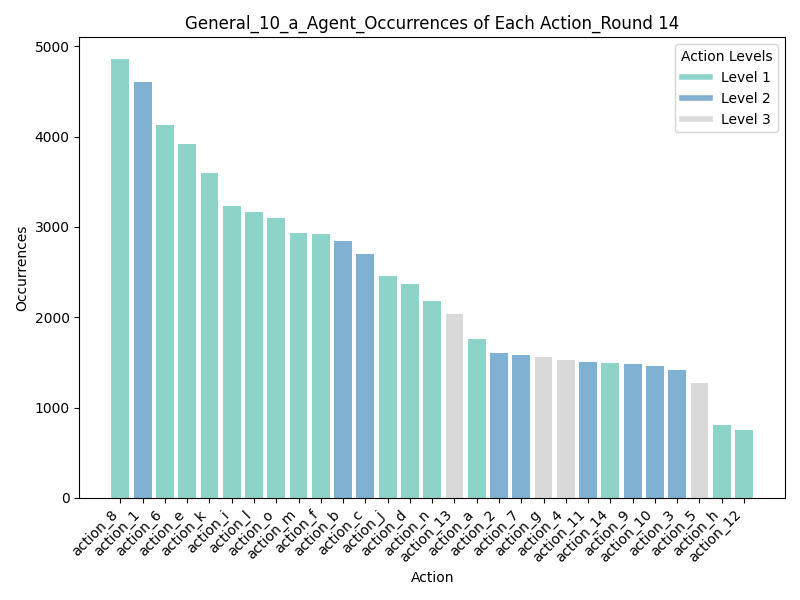 General_10_a_Agent_Occurrences of Each Action_Round 14
Action Levels
Level 1
Level 2
Level 3
Occurrences
5000
4000
3000
2000
1000
0
action_8
action_1
action_6
action_e
action_k
action_i
action_l
action_o
action_m
action_f
action_b
action_c
action_j
action_d
action_n
action_13
action_a
action_2
action_7
action_g
action_4
action_11
action_14
action_9
action_10
action_3
action_5
action_h
action_12
Action